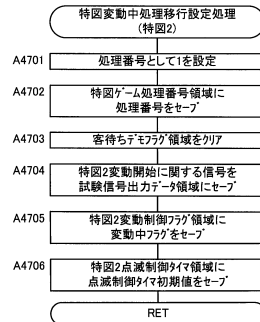 特図変動中処理移行設定処理
(特図2)
A4701
処理番号として1を設定
A4702
特図ゲーム処理番号領域に
処理番号をセーブ
A4703
客待ちデモフラグ領域をクリア
A4704
特図2変動開始に関する信号を
試験信号出力データ領域にセーブ
A4705
特図2変動制御フラグ領域に
変動中フラグをセーブ
A4706
特図2点滅制御タイマ領域に
点滅制御タイマ初期値をセーブ
RET